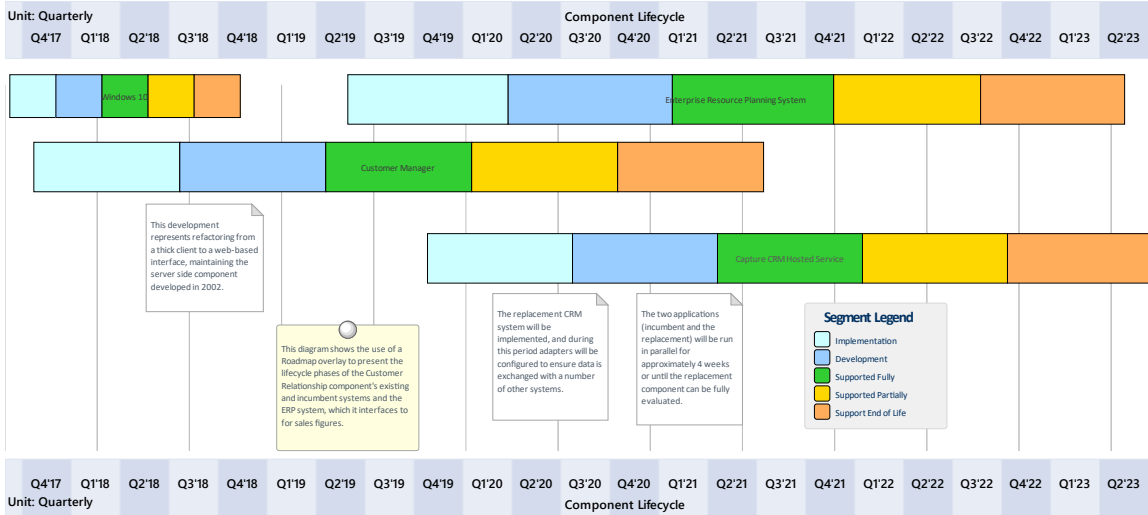 Unit: Quarterly
Component Lifecycle
Q4'17 Q1'18 Q2'18 Q3'18 Q4'18 Q1'19 Q2'19 Q3'19 Q4'19 Q1'20 Q2'20 Q3'20 Q4'20 Q1'21 Q2'21 Q3'21 Q4'21 Q1'22 Q2'22 Q3'22 Q4'22 Q1'23 Q2'23
Windows 10
Enterprise Resource Planning System
Customer Manager
This development
represents refactoring from
a thick client to a web-based
interface, maintaining the
server side component
developed in 2002.
Capture CRM Hosted Service
This diagram shows the use of a
Roadmap overlay to present the
lifecycle phases of the Customer
Relationship component's existing
and incumbent systems and the
ERP system, which it interfaces to
for sales figures.
The replacement CRM
system will be
implemented, and during
this period adapters will be
configured to ensure data is
exchanged with a number
of other systems.
The two applications
(incumbent and the
replacement) will be run
in parallel for
approximately 4 weeks
or until the replacement
component can be fully
evaluated.
Segment Legend
Implementation
Development
Supported Fully
Supported Partially
Support End of Life
Q4'17 Q1'18 Q2'18 Q3'18 Q4'18 Q1'19 Q2'19 Q3'19 Q4'19 Q1'20 Q2'20 Q3'20 Q4'20 Q1'21 Q2'21 Q3'21 Q4'21 Q1'22 Q2'22 Q3'22 Q4'22 Q1'23 Q2'23
Unit: Quarterly
Component Lifecycle